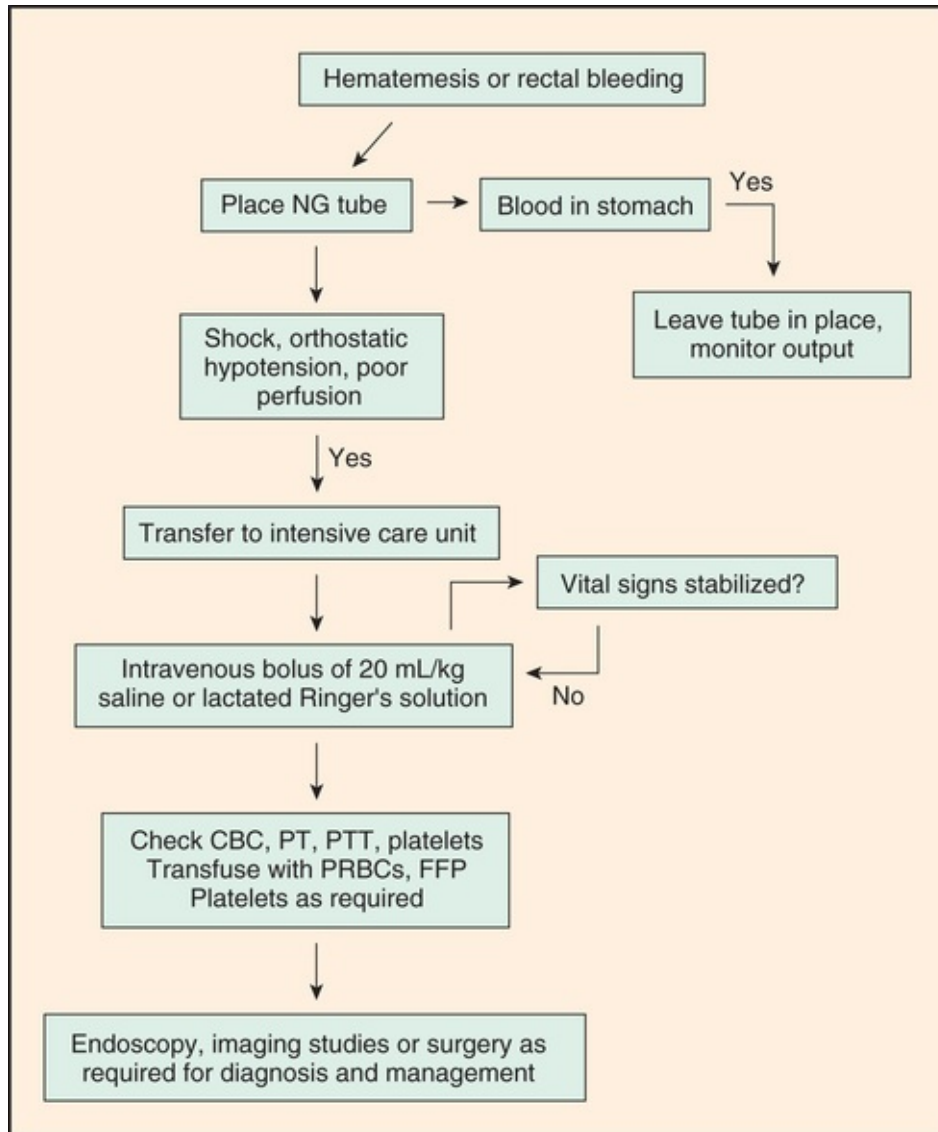 Hematemesis or rectal bleeding
Place NG tube
Blood in stomach
Yes
Leave tube in place,
monitor output
Shock, orthostatic
hypotension, poor
perfusion
Yes
Transfer to intensive care unit
Vital signs stabilized?
No
Intravenous bolus of 20 mL/kg
saline or lactated Ringer's solution
Check CBC, PT, PTT, platelets
Transfuse with PRBCs, FFP
Platelets as required
Endoscopy, imaging studies or surgery as
required for diagnosis and management